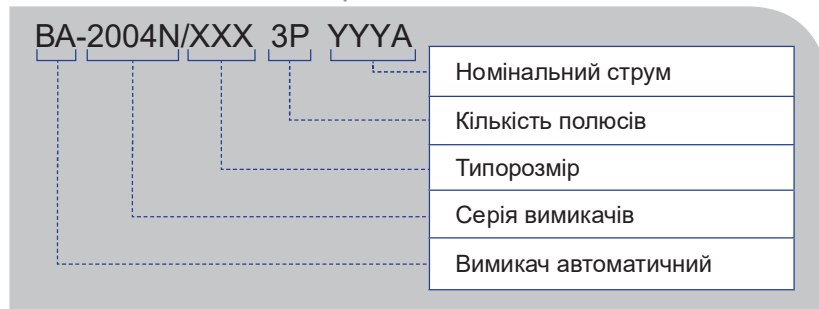 ВА-2004N/XXX 3P YYYA
Номінальний струм
Кількість полюсів
Типорозмір
Серія вимикачів
Вимикач автоматичний